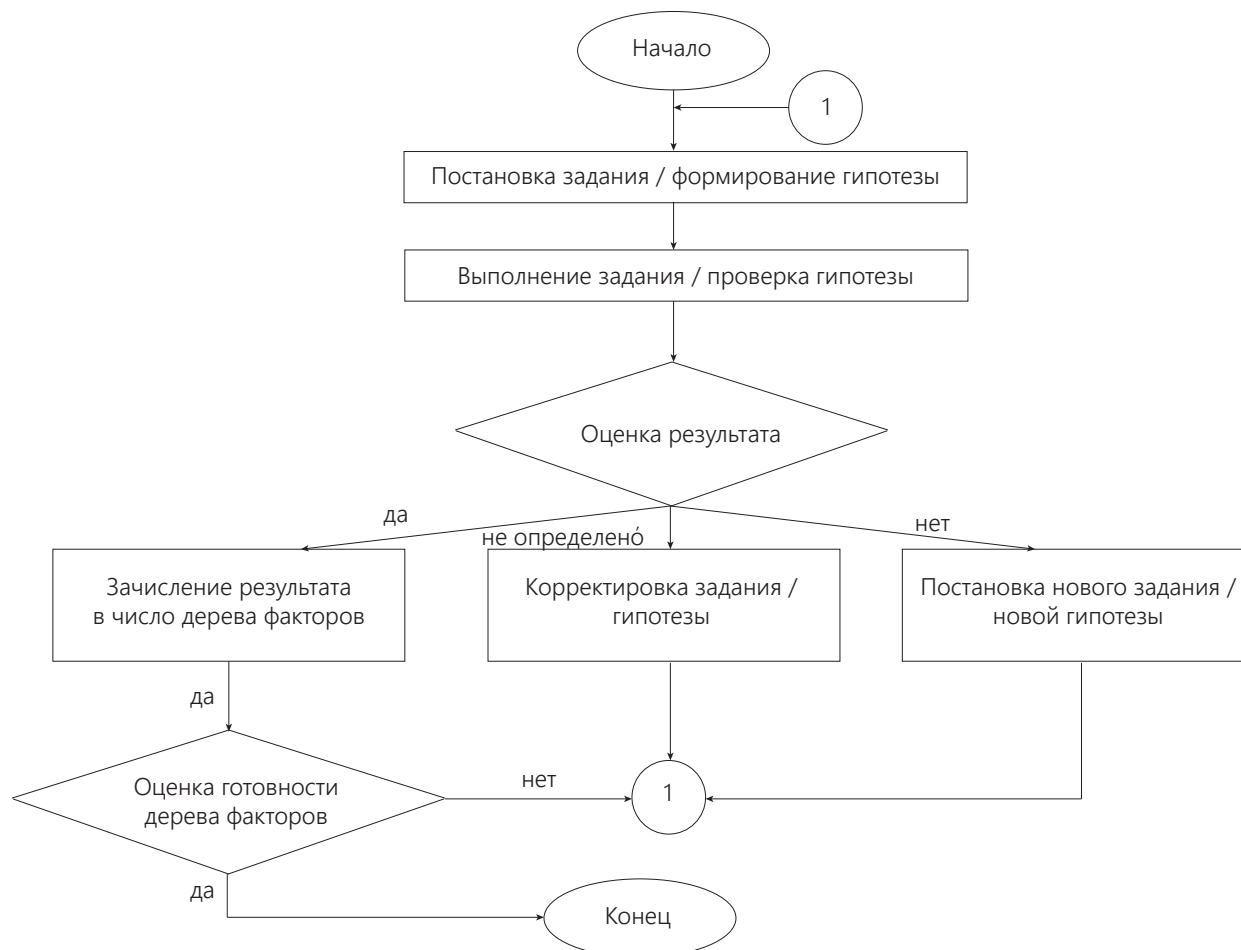 Начало
1
Постановка задания / формирование гипотезы
Выполнение задания / проверка гипотезы
Оценка результата
да
не определено́
нет
Зачисление результата
в число дерева факторов
Корректировка задания /
гипотезы
Постановка нового задания /
новой гипотезы
да
Оценка готовности
дерева факторов
нет
1
да
Конец